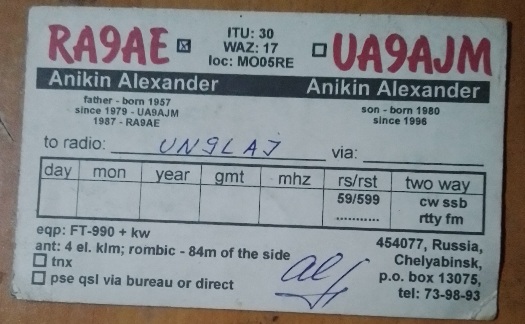 RA9AE ☒ ITU: 30 ☐ UA9AJM
WAZ: 17
loc: MO05RE
Anikin Alexander Anikin Alexander
father - born 1957
since 1979 - UA9AJM
1987 - RA9AE
son - born 1980
since 1996
to radio: UN9LAJ via:
day mon year gmt mhz rs/rst two way
59/599 cw ssb
........... rtty fm
eqp: FT-990 + kw
ant: 4 el. klm; rombic - 84m of the side
☐ tnx
☐ pse qsl via bureau or direct
454077, Russia,
Chelyabinsk,
p.o. box 13075,
tel: 73-98-93